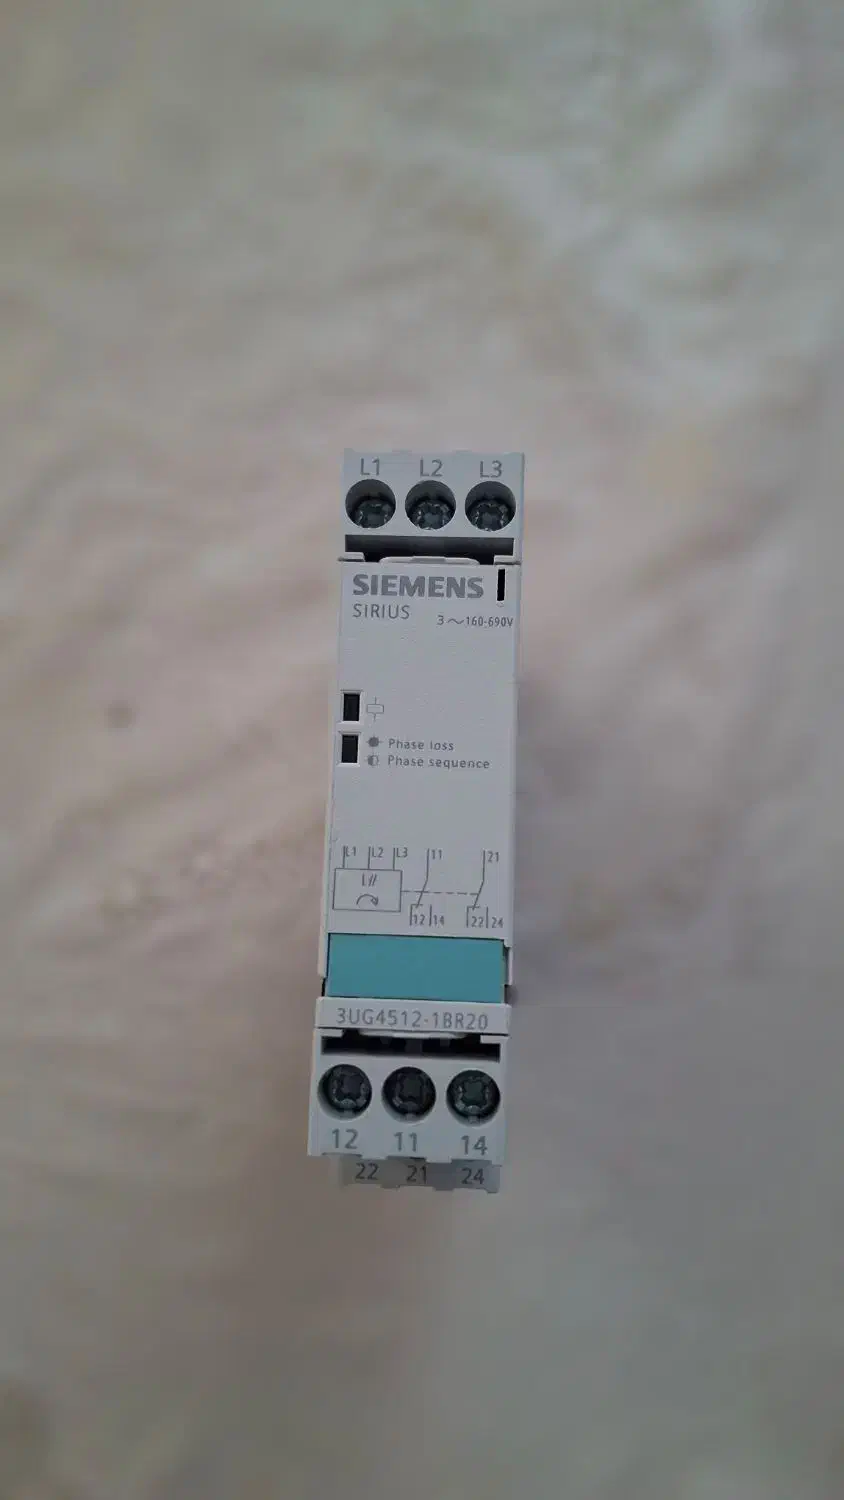 L1 L2 L3
SIEMENS
SIRIUS 3 ~ 160-690V
Phase loss
Phase sequence
L1 L2 L3 11 21
12 14 22 24
3UG4512-1BR20
12 11 14
22 21 24